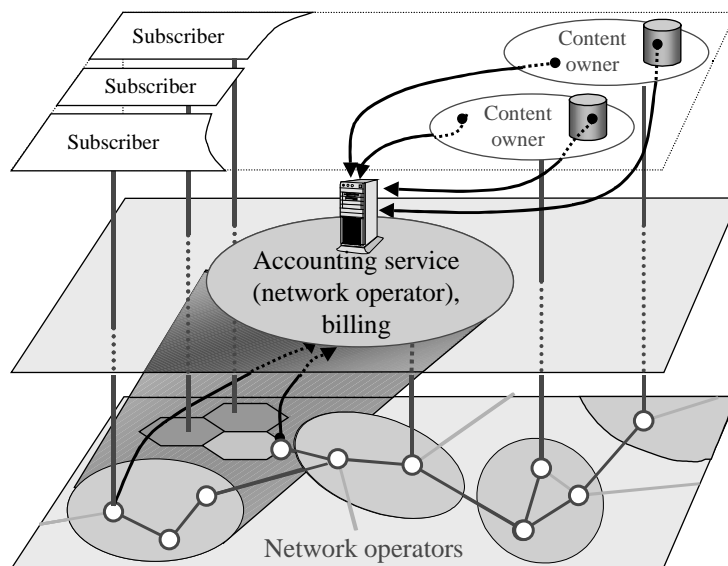 Subscriber
Subscriber
Subscriber
Content
owner
Content
owner
Accounting service
(network operator),
billing
Network operators